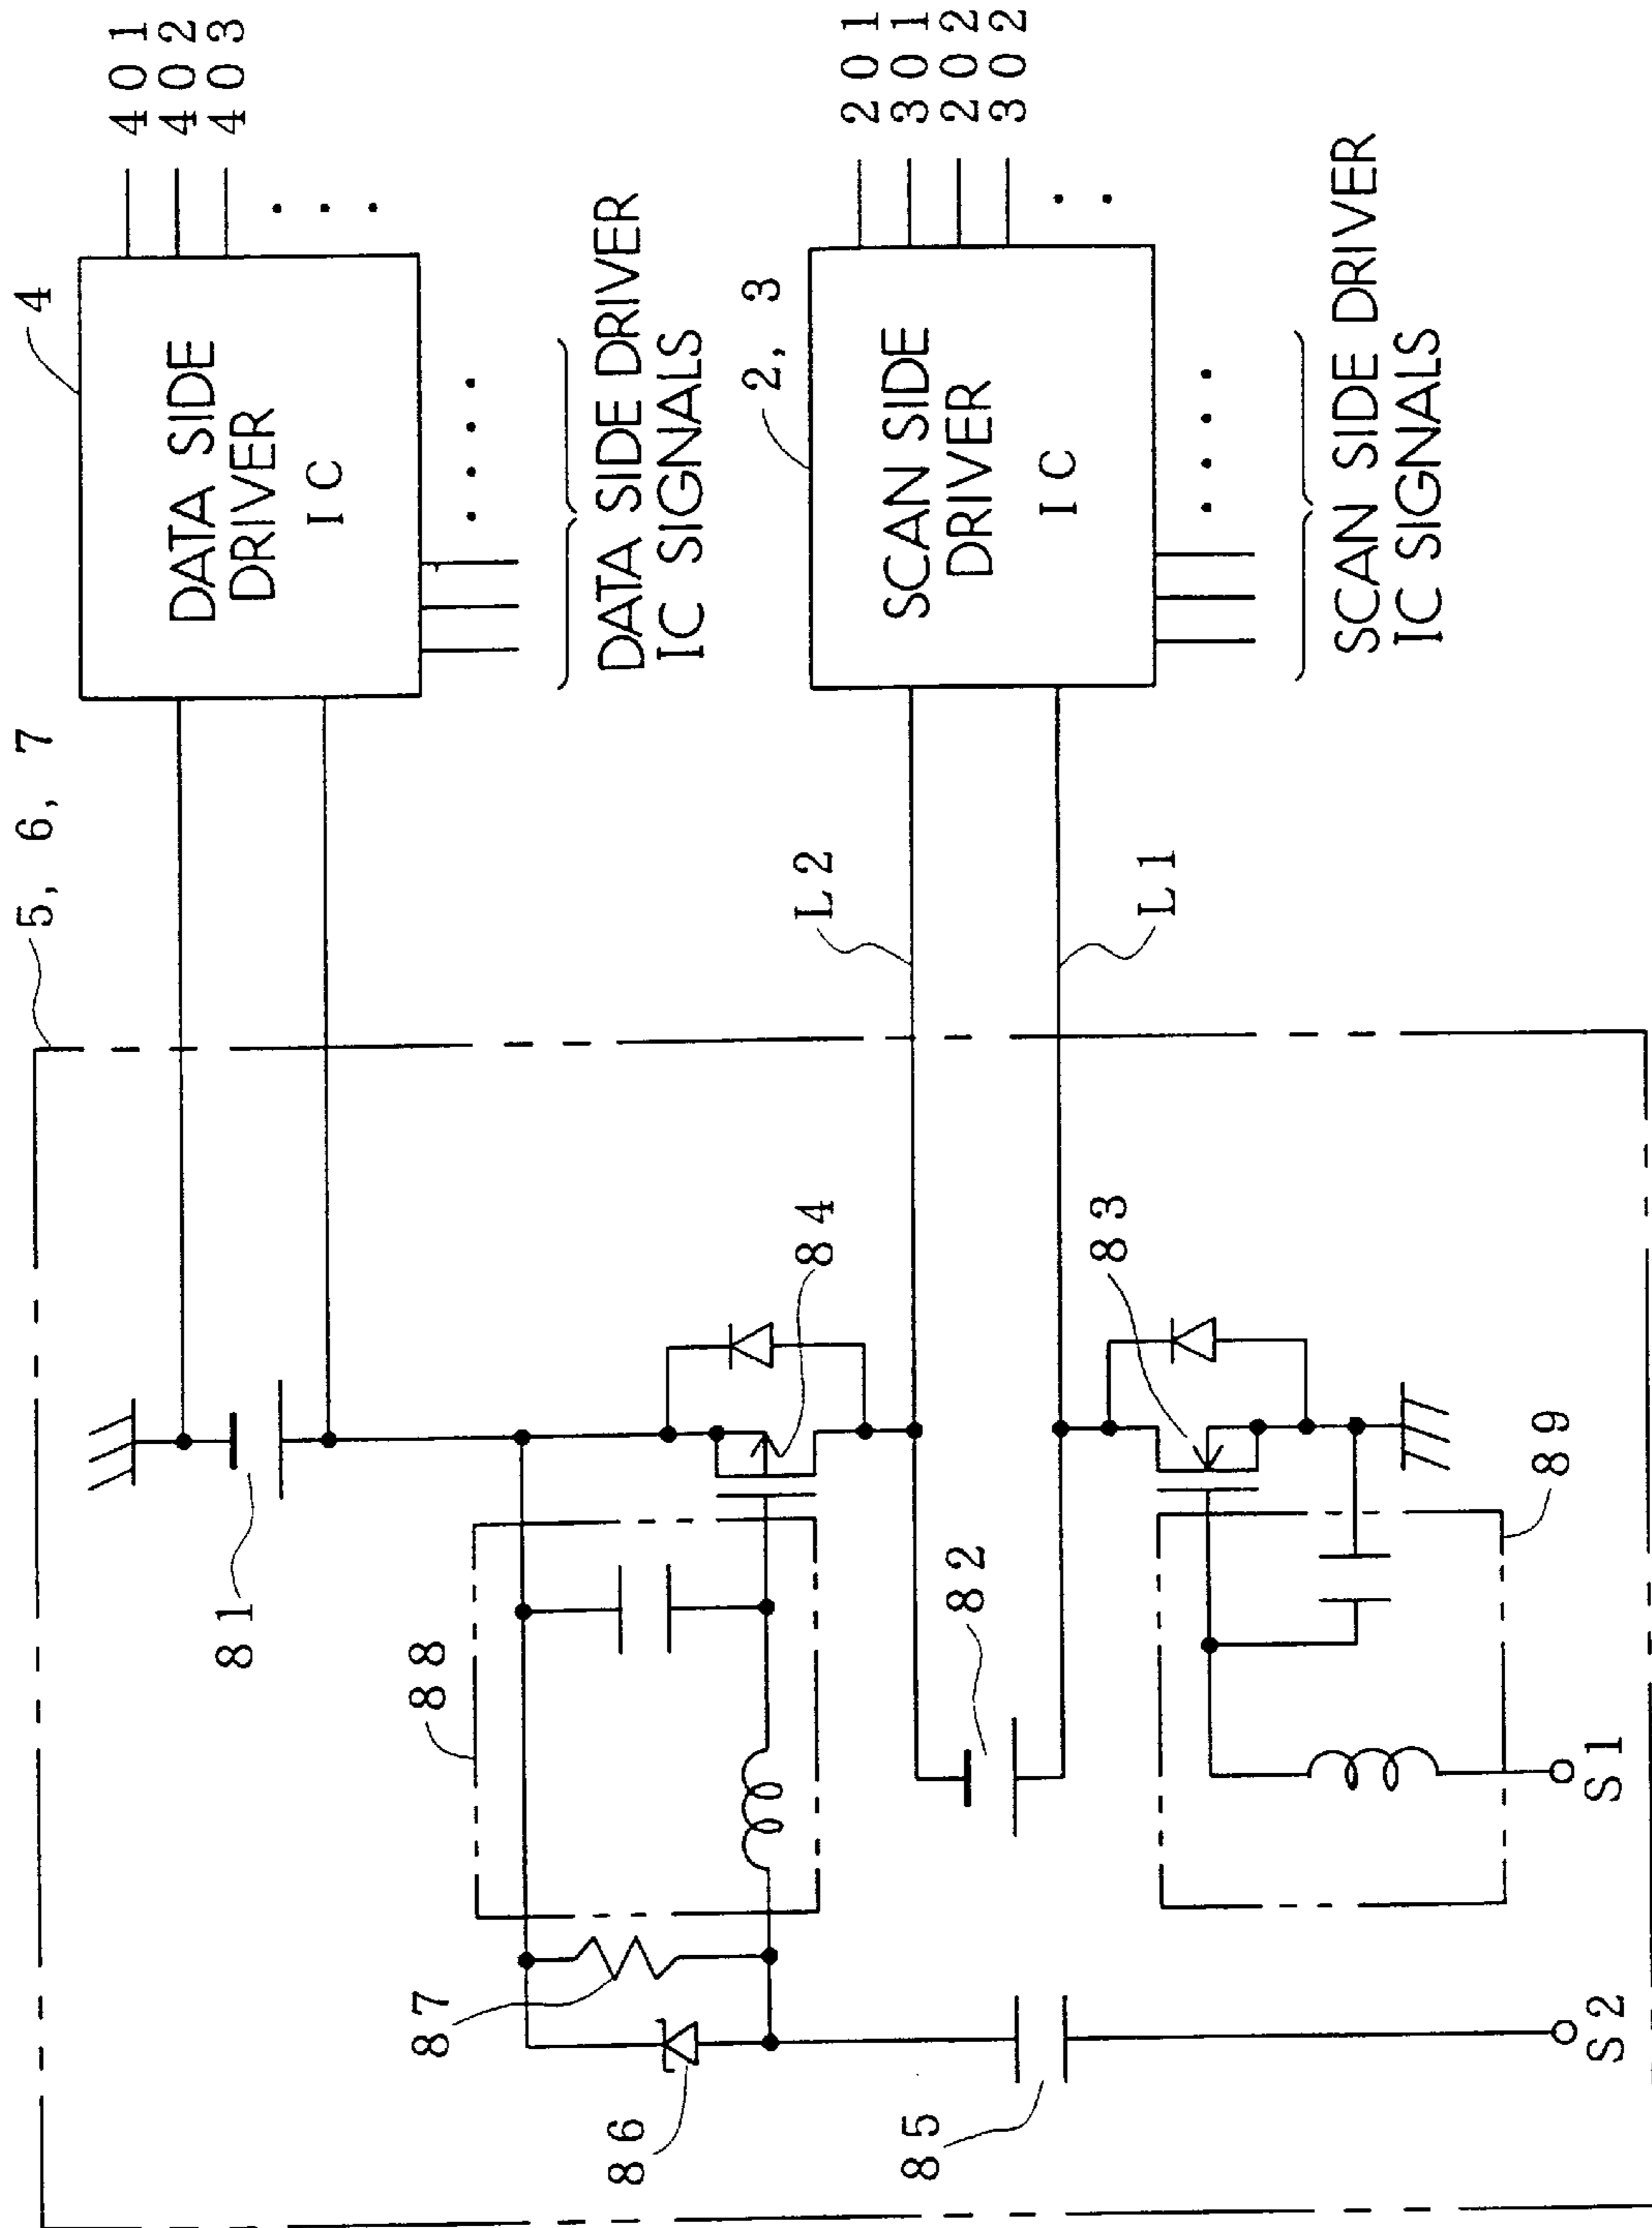 5, 6, 7
4
DATA SIDE
DRIVER
IC
401
402
403
DATA SIDE DRIVER
IC SIGNALS
81
88
87
86
84
L2
2, 3
SCAN SIDE
DRIVER
IC
201
301
202
302
L1
82
83
85
89
S1
S2
SCAN SIDE DRIVER
IC SIGNALS